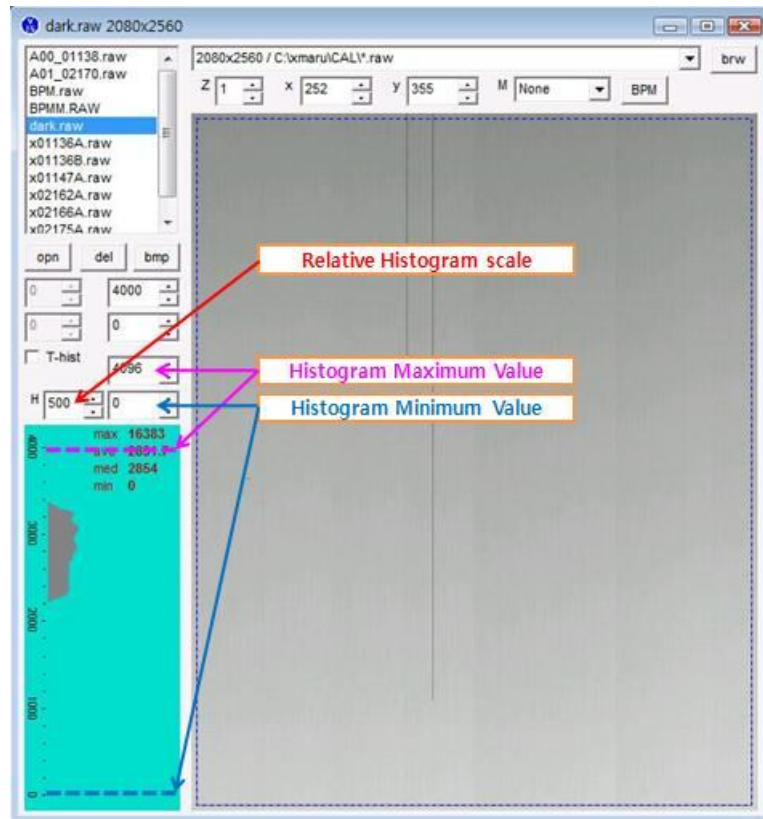 dark.raw 2080x2560
A00_01138.raw
A01_02170.raw
BPM.raw
BPMM.RAW
dark.raw
x01136A.raw
x01136B.raw
x01147A.raw
x02162A.raw
x02166A.raw
x02175A.raw
2080x2560 / C:\xmaru\CAL\*.raw
brw
Z 1 x 252 y 355 M None BPM
opn del bmp
0 4000
0 0
T-hist
4096
H 500 0
Relative Histogram scale
Histogram Maximum Value
Histogram Minimum Value
max 16383
med 2854
min 0
4000
3000
2000
1000
0